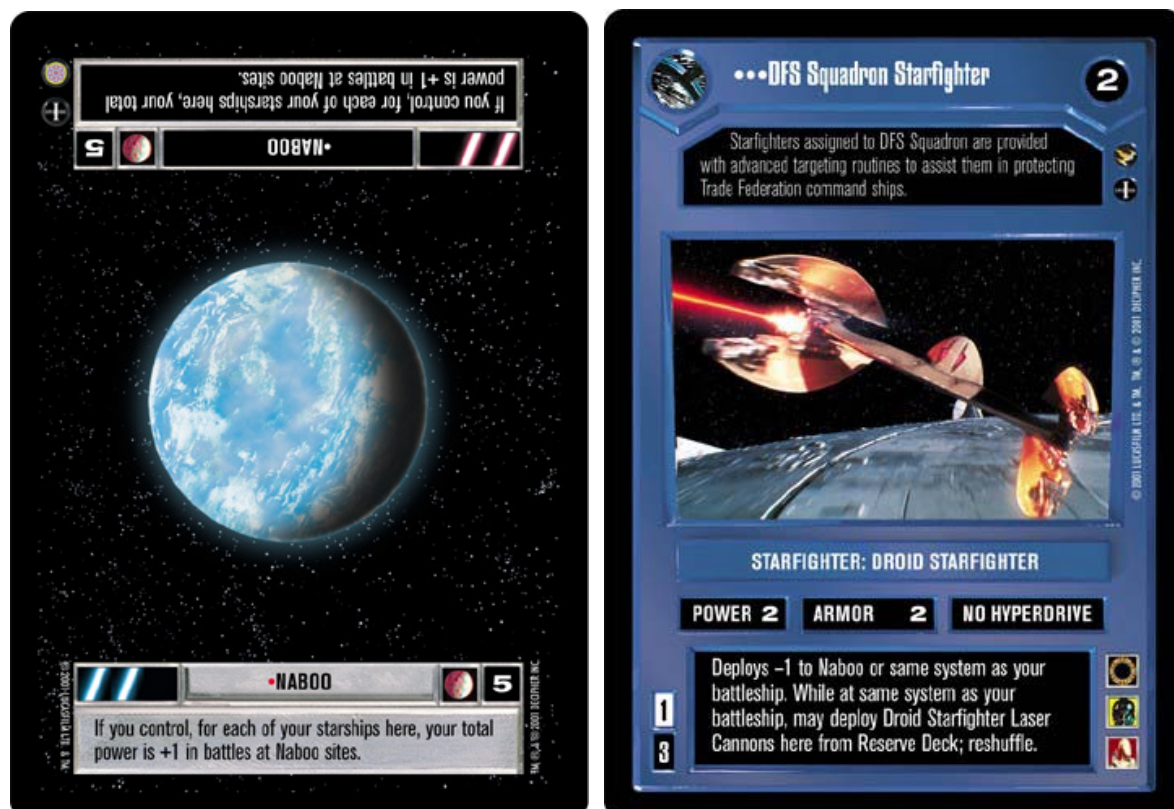 If you control, for each of your starships here, your total
power is +1 in battles at Naboo sites.
•NABOO
5
•NABOO
5
If you control, for each of your starships here, your total
power is +1 in battles at Naboo sites.
•••DFS Squadron Starfighter
2
Starfighters assigned to DFS Squadron are provided
with advanced targeting routines to assist them in protecting
Trade Federation command ships.
© 2001 LUCASFILM LTD. & TM. TM, ® & © 2001 DECIPHER INC.
STARFIGHTER: DROID STARFIGHTER
POWER 2 ARMOR 2 NO HYPERDRIVE
Deploys –1 to Naboo or same system as your
battleship. While at same system as your
battleship, may deploy Droid Starfighter Laser
Cannons here from Reserve Deck; reshuffle.
1
3